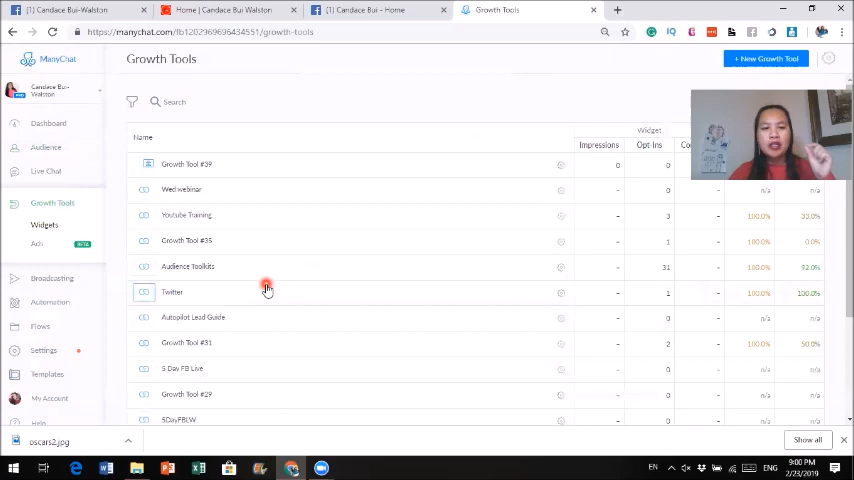 (1) Candace Bui-Walston
Home | Candace Bui Walston
(1) Candace Bui - Home
Growth Tools
https://manychat.com/fb1202969696434551/growth-tools
ManyChat
Growth Tools
+ New Growth Tool
Candace Bui-
Walston
PRO
Search
Dashboard
Widget
Name
Impressions
Opt-Ins
Co
Audience
Growth Tool #39
0
0
Live Chat
Wed webinar
–
0
–
n/a
n/a
Growth Tools
Youtube Training
–
3
–
100.0%
33.0%
Widgets
Growth Tool #35
–
1
–
100.0%
0.0%
Ads
BETA
Audience Toolkits
–
31
–
100.0%
92.0%
Broadcasting
Twitter
–
1
–
100.0%
100.0%
Automation
Autopilot Lead Guide
–
0
–
n/a
n/a
Flows
Growth Tool #31
–
2
–
100.0%
50.0%
Settings
5 Day FB Live
–
0
–
n/a
n/a
Templates
Growth Tool #29
–
0
–
n/a
n/a
My Account
5DayFBLW
–
0
–
n/a
n/a
Help
oscars2.jpg
Show all
EN
ENG
9:00 PM
2/23/2019